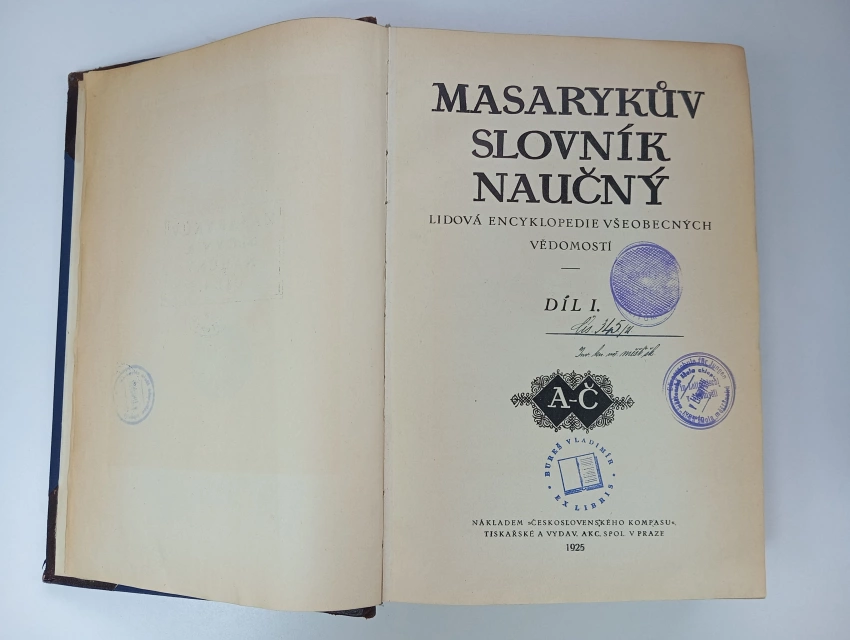 MASARYKŮV
SLOVNÍK
NAUČNÝ
LIDOVÁ ENCYKLOPEDIE VŠEOBECNÝCH
VĚDOMOSTÍ
DÍL I.
A-Č
BUREŠ VLADIMÍR
EX LIBRIS
NÁKLADEM »ČESKOSLOVENSKÉHO KOMPASU«,
TISKAŘSKÉ A VYDAV. AKC. SPOL. V PRAZE
1925